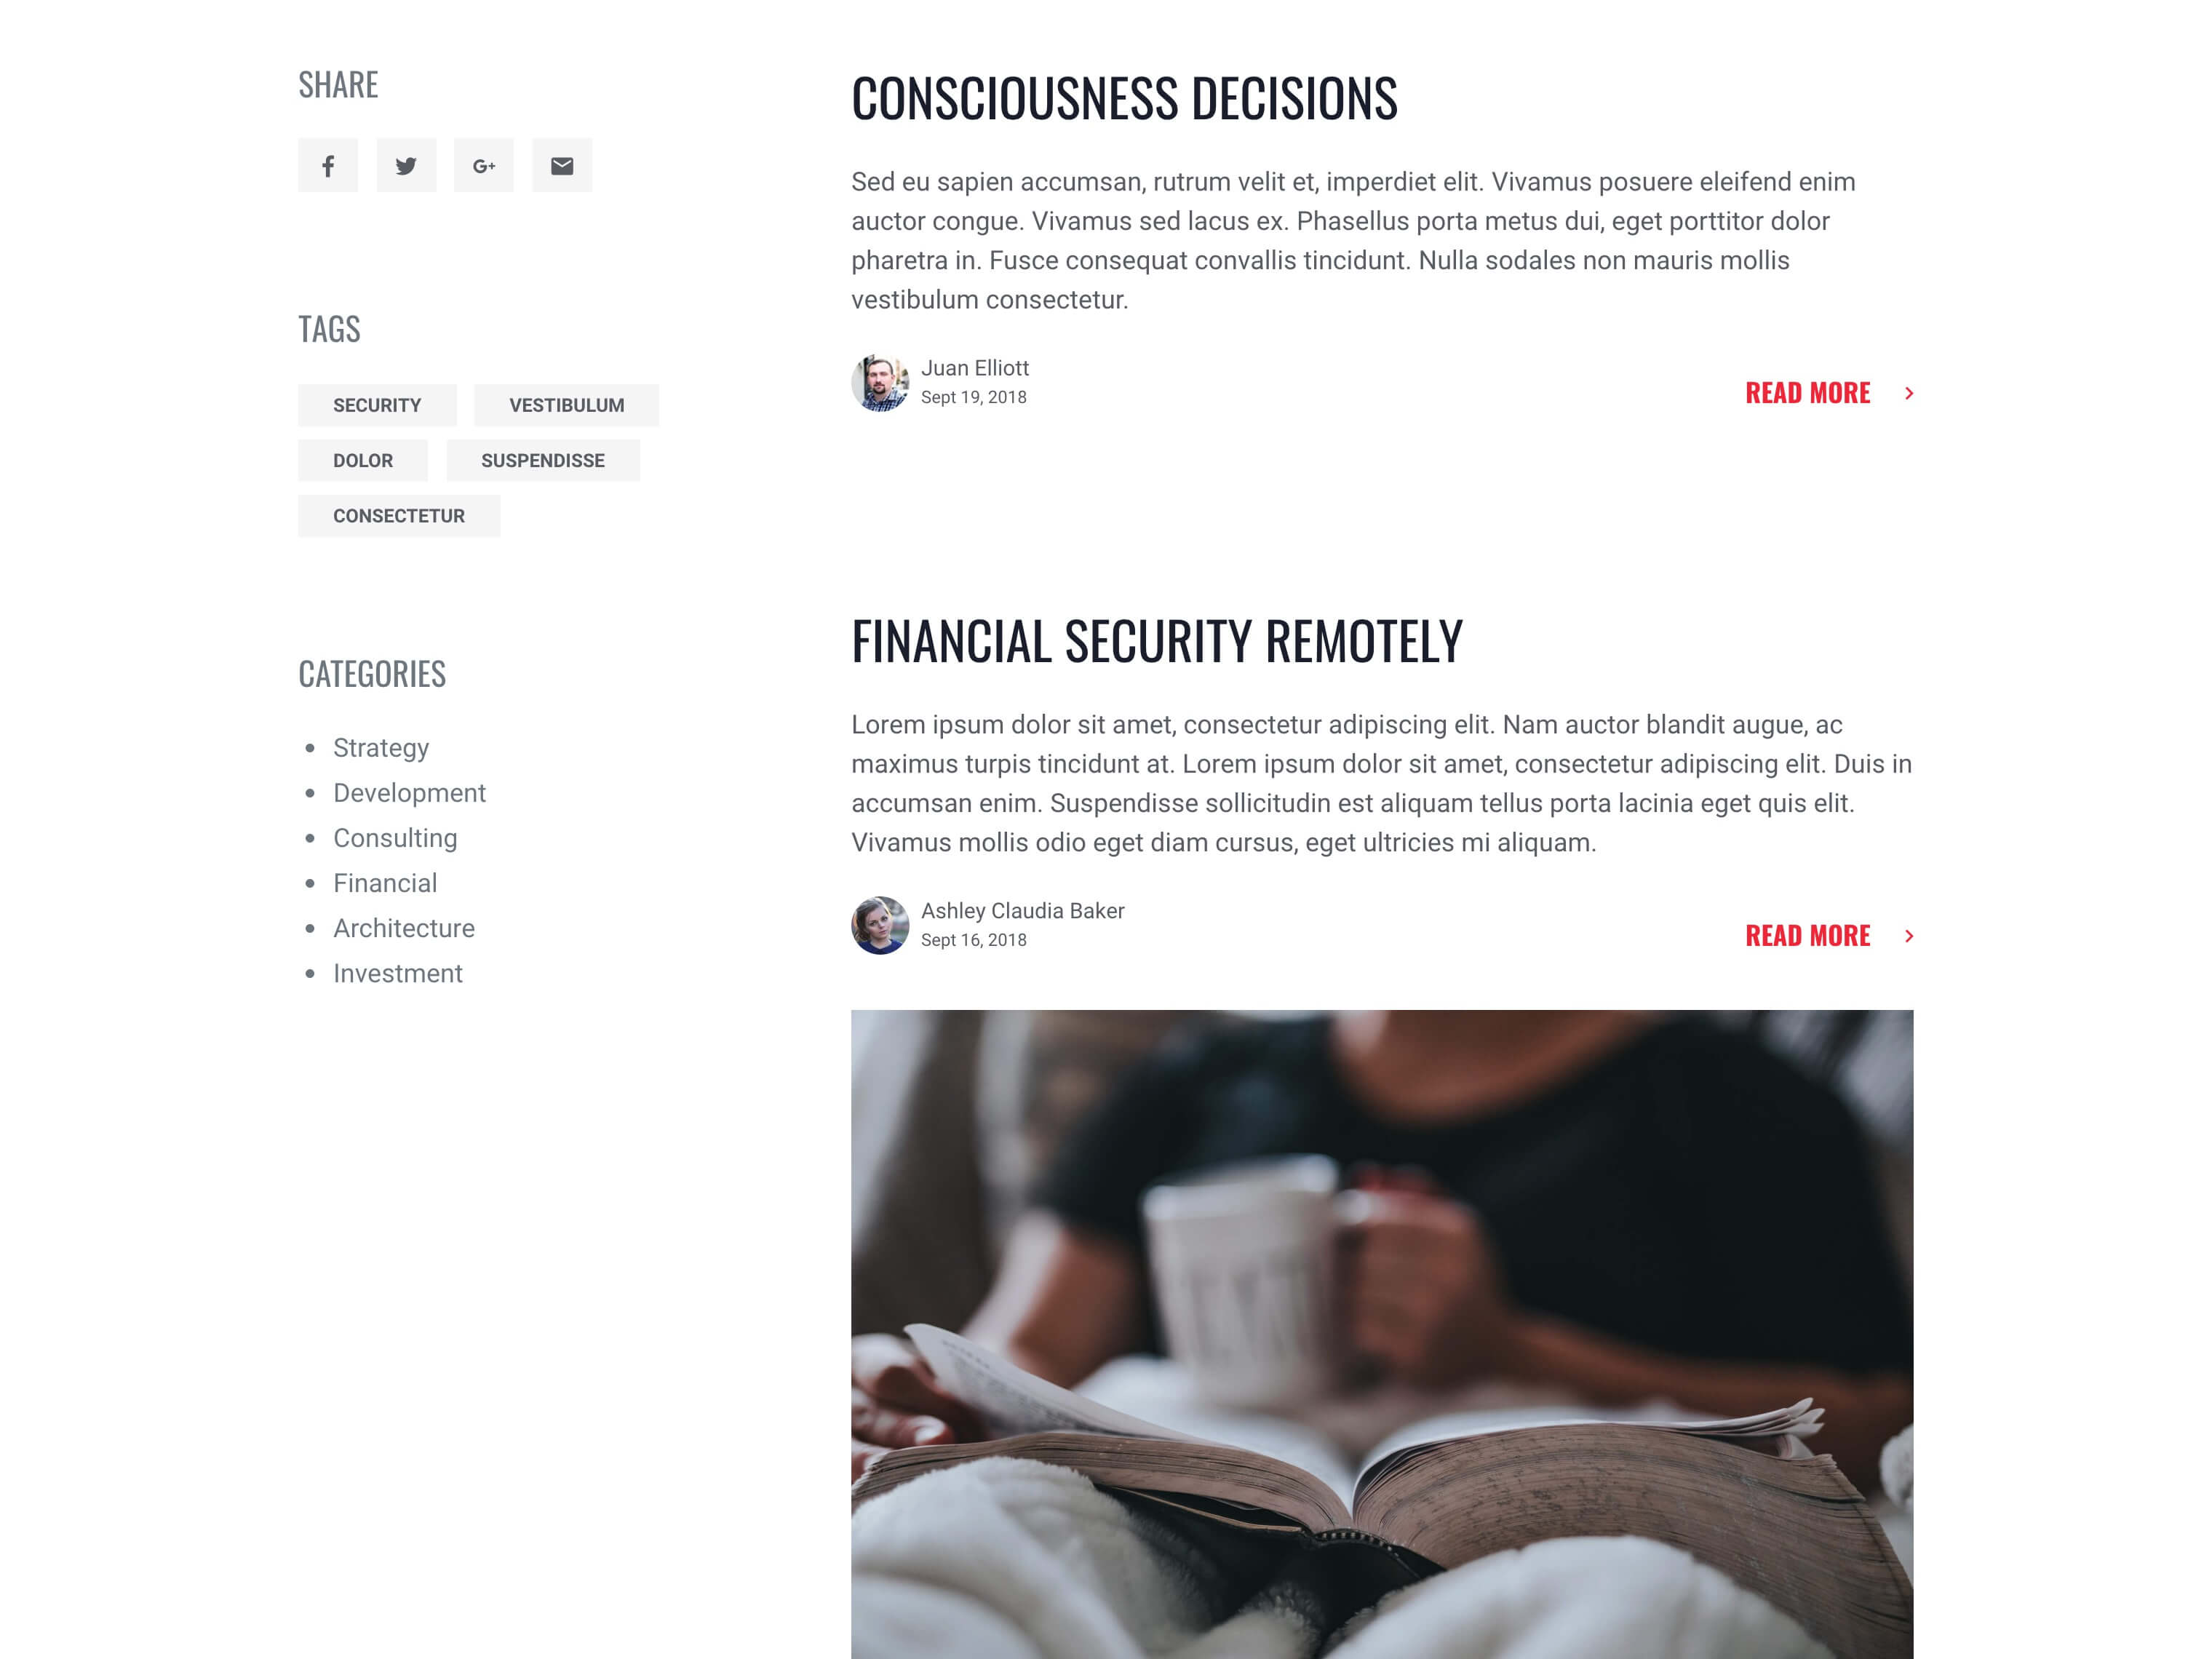 SHARE
G+
TAGS
SECURITY VESTIBULUM
DOLOR SUSPENDISSE
CONSECTETUR
CATEGORIES
Strategy
Development
Consulting
Financial
Architecture
Investment
CONSCIOUSNESS DECISIONS
Sed eu sapien accumsan, rutrum velit et, imperdiet elit. Vivamus posuere eleifend enim
auctor congue. Vivamus sed lacus ex. Phasellus porta metus dui, eget porttitor dolor
pharetra in. Fusce consequat convallis tincidunt. Nulla sodales non mauris mollis
vestibulum consectetur.
Juan Elliott
Sept 19, 2018
READ MORE
FINANCIAL SECURITY REMOTELY
Lorem ipsum dolor sit amet, consectetur adipiscing elit. Nam auctor blandit augue, ac
maximus turpis tincidunt at. Lorem ipsum dolor sit amet, consectetur adipiscing elit. Duis in
accumsan enim. Suspendisse sollicitudin est aliquam tellus porta lacinia eget quis elit.
Vivamus mollis odio eget diam cursus, eget ultricies mi aliquam.
Ashley Claudia Baker
Sept 16, 2018
READ MORE